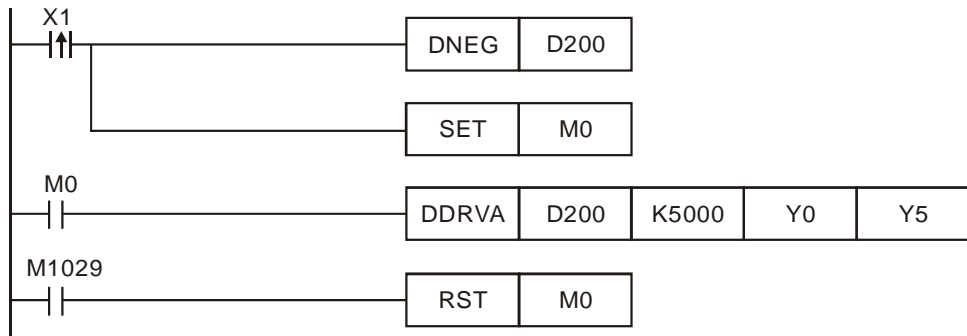 X1
DNEG D200
SET M0
M0
DDRVA D200 K5000 Y0 Y5
M1029
RST M0